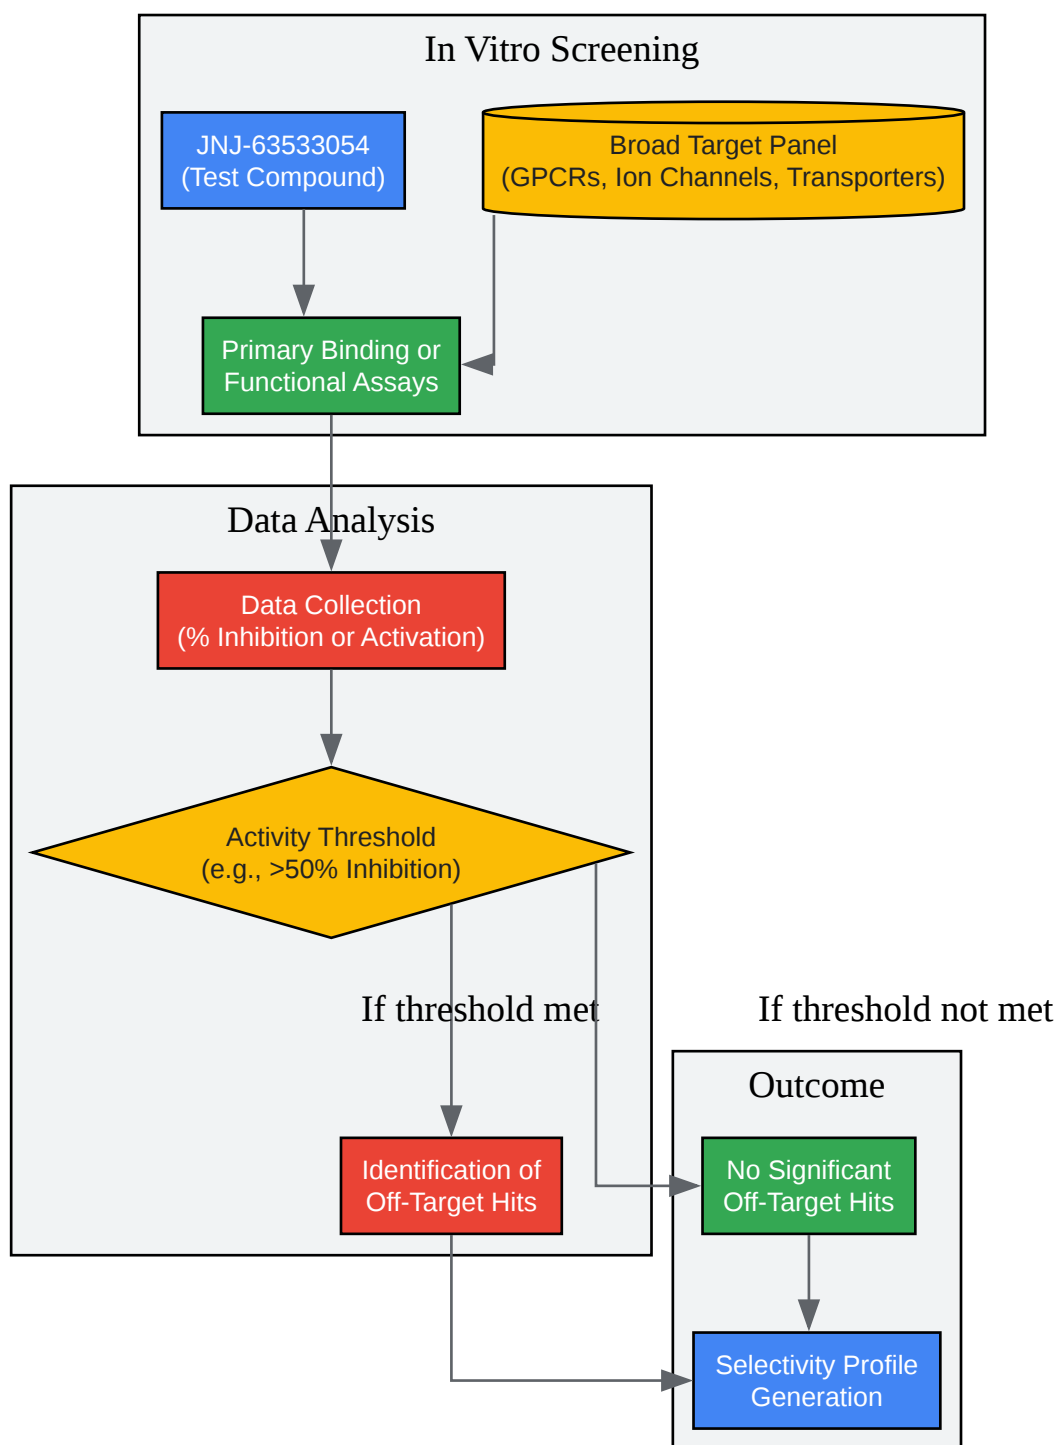 In Vitro Screening
JNJ-63533054
(Test Compound)
Broad Target Panel
(GPCRs, Ion Channels, Transporters)
Primary Binding or
Functional Assays
Data Analysis
Data Collection
(% Inhibition or Activation)
Activity Threshold
(e.g., >50% Inhibition)
If threshold met
If threshold not met
Outcome
Identification of
Off-Target Hits
No Significant
Off-Target Hits
Selectivity Profile
Generation